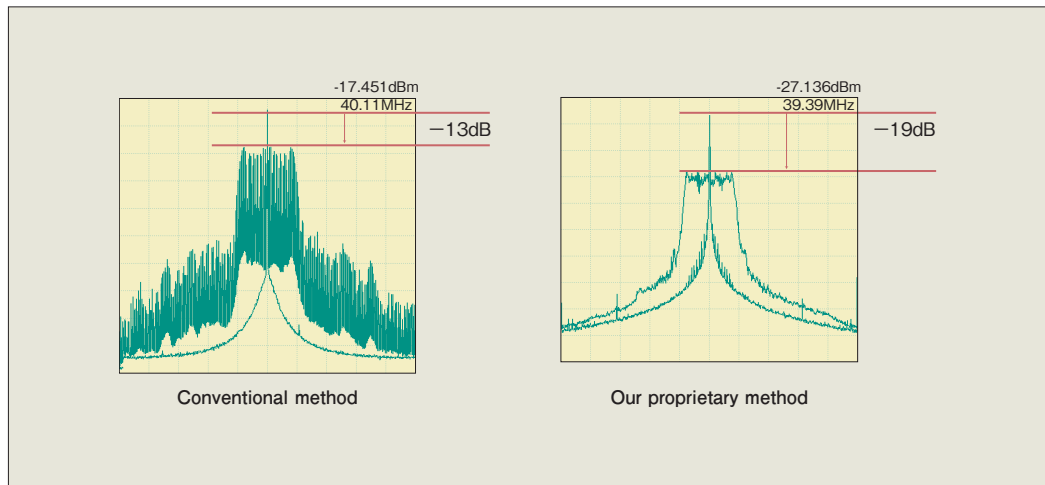 -17.451dBm
40.11MHz
−13dB
Conventional method
-27.136dBm
39.39MHz
−19dB
Our proprietary method